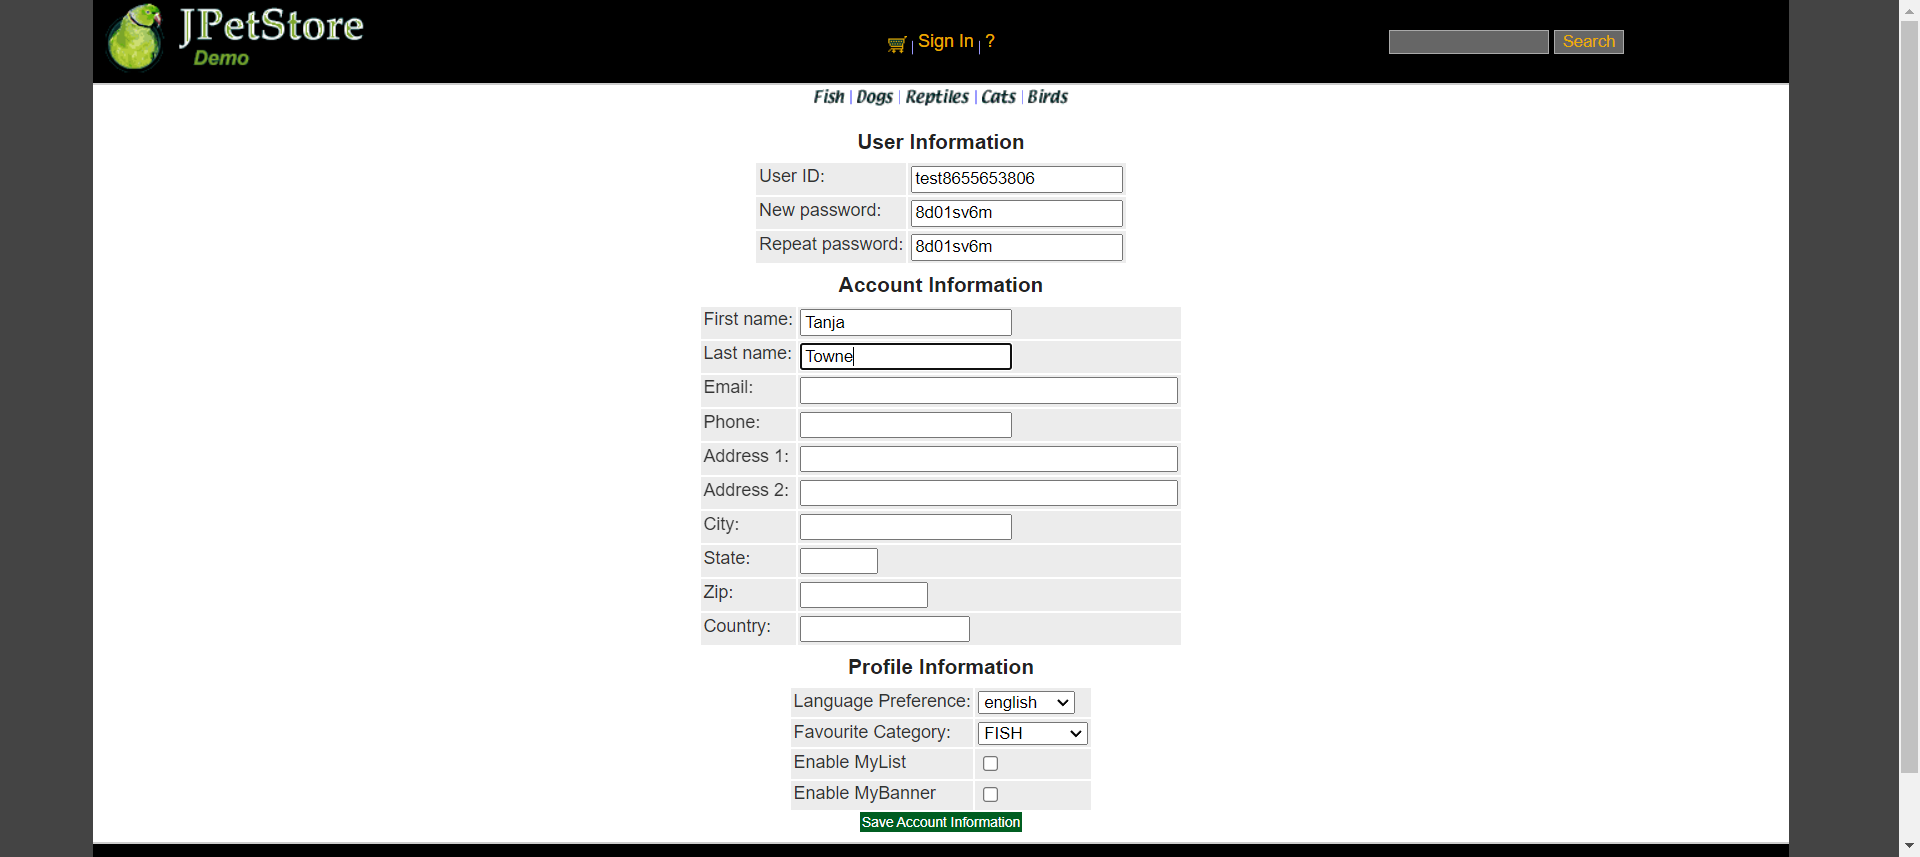 JPetStore
Demo
Sign In ?
Search
Fish | Dogs | Reptiles | Cats | Birds
User Information
User ID: test8655653806
New password: 8d01sv6m
Repeat password: 8d01sv6m
Account Information
First name: Tanja
Last name: Towne
Email:
Phone:
Address 1:
Address 2:
City:
State:
Zip:
Country:
Profile Information
Language Preference: english
Favourite Category: FISH
Enable MyList
Enable MyBanner
Save Account Information